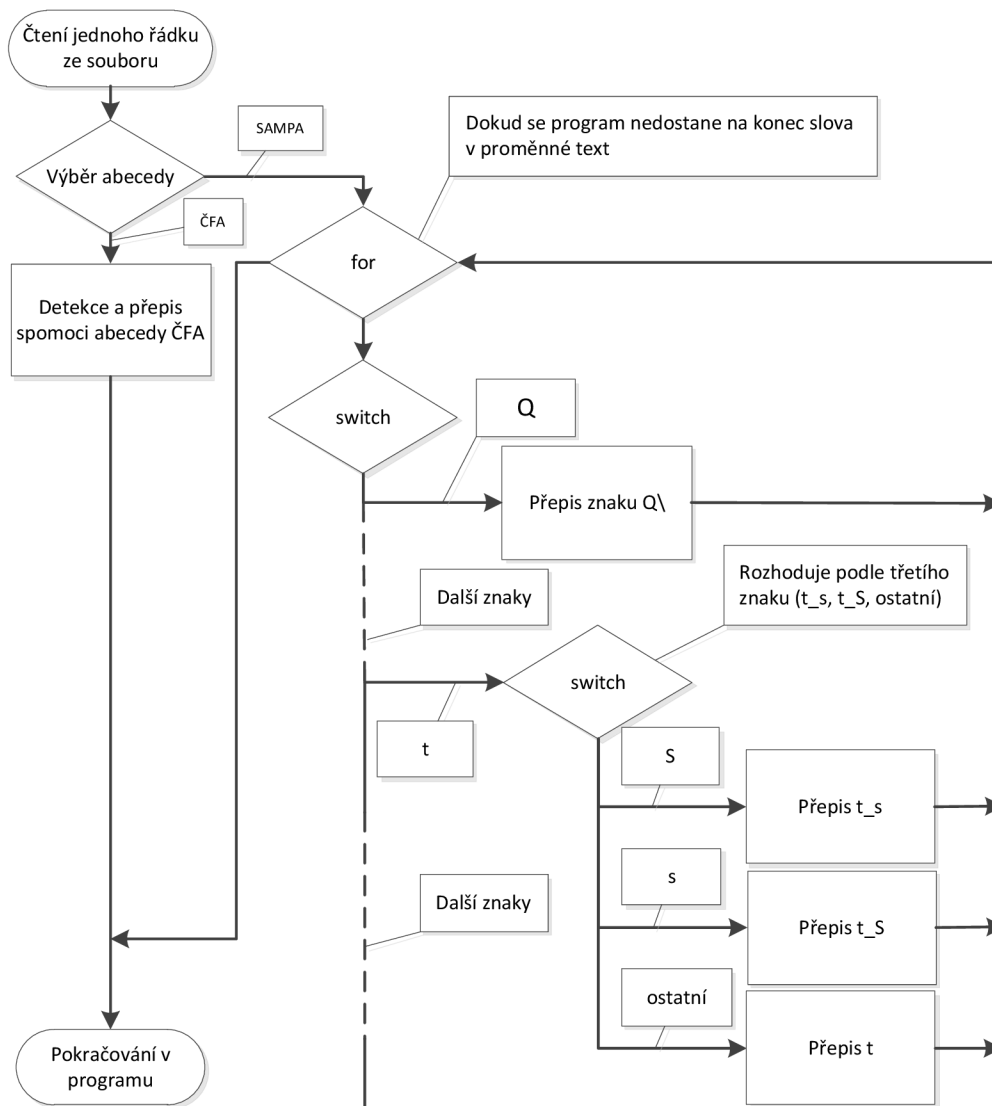 Čtení jednoho řádku
ze souboru
SAMPA
Dokud se program nedostane na konec slova
v proměnné text
Výběr abecedy
ČFA
for
Detekce a přepis
spomoci abecedy ČFA
switch
Q
Přepis znaku Q\
Rozhoduje podle třetího
znaku (t_s, t_S, ostatní)
Další znaky
switch
t
S
Přepis t_s
s
Další znaky
Přepis t_S
ostatní
Přepis t
Pokračování v
programu